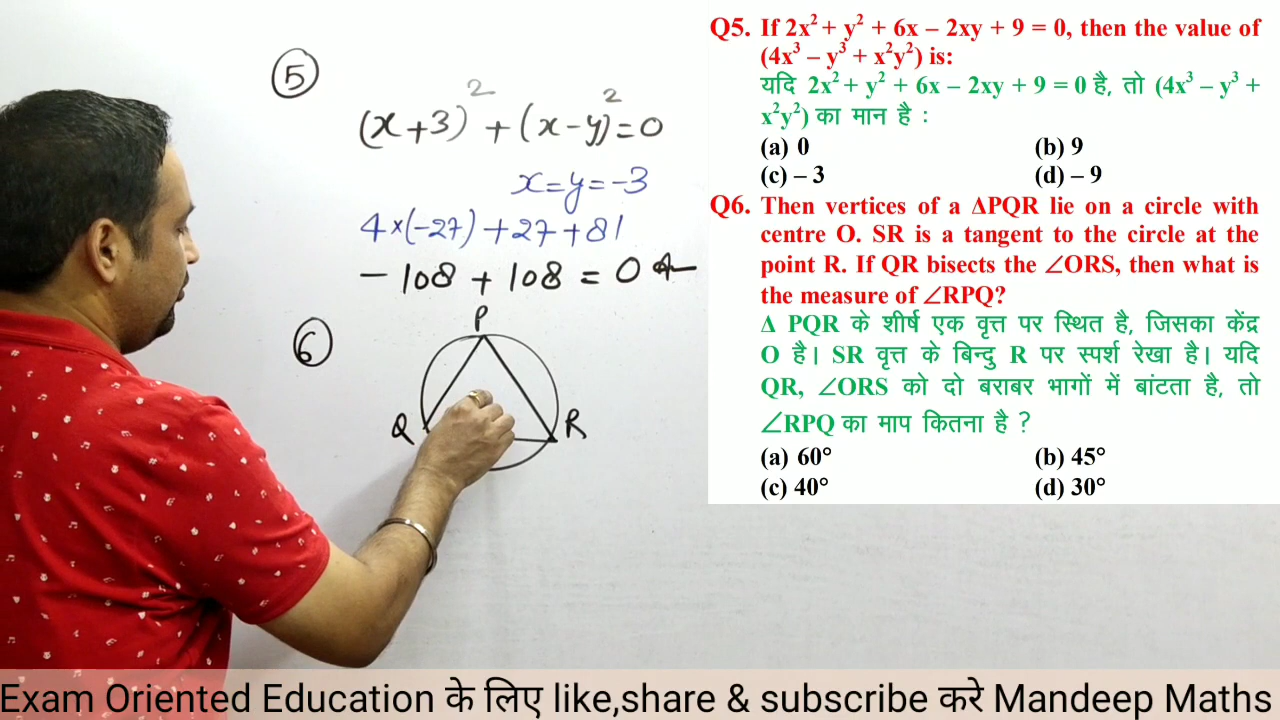 5
(x+3)² + (x-y)² = 0
x = y = -3
4×(-27) + 27 + 81
- 108 + 108 = 0 A
6
P
Q R
Q5. If 2x² + y² + 6x – 2xy + 9 = 0, then the value of
(4x³ – y³ + x²y²) is:
यदि 2x² + y² + 6x – 2xy + 9 = 0 है, तो (4x³ – y³ +
x²y²) का मान है :
(a) 0 (b) 9
(c) – 3 (d) – 9
Q6. Then vertices of a ΔPQR lie on a circle with
centre O. SR is a tangent to the circle at the
point R. If QR bisects the ∠ORS, then what is
the measure of ∠RPQ?
Δ PQR के शीर्ष एक वृत्त पर स्थित है, जिसका केंद्र
O है। SR वृत्त के बिन्दु R पर स्पर्श रेखा है। यदि
QR, ∠ORS को दो बराबर भागों में बांटता है, तो
∠RPQ का माप कितना है ?
(a) 60° (b) 45°
(c) 40° (d) 30°
Exam Oriented Education के लिए like,share & subscribe करे Mandeep Maths